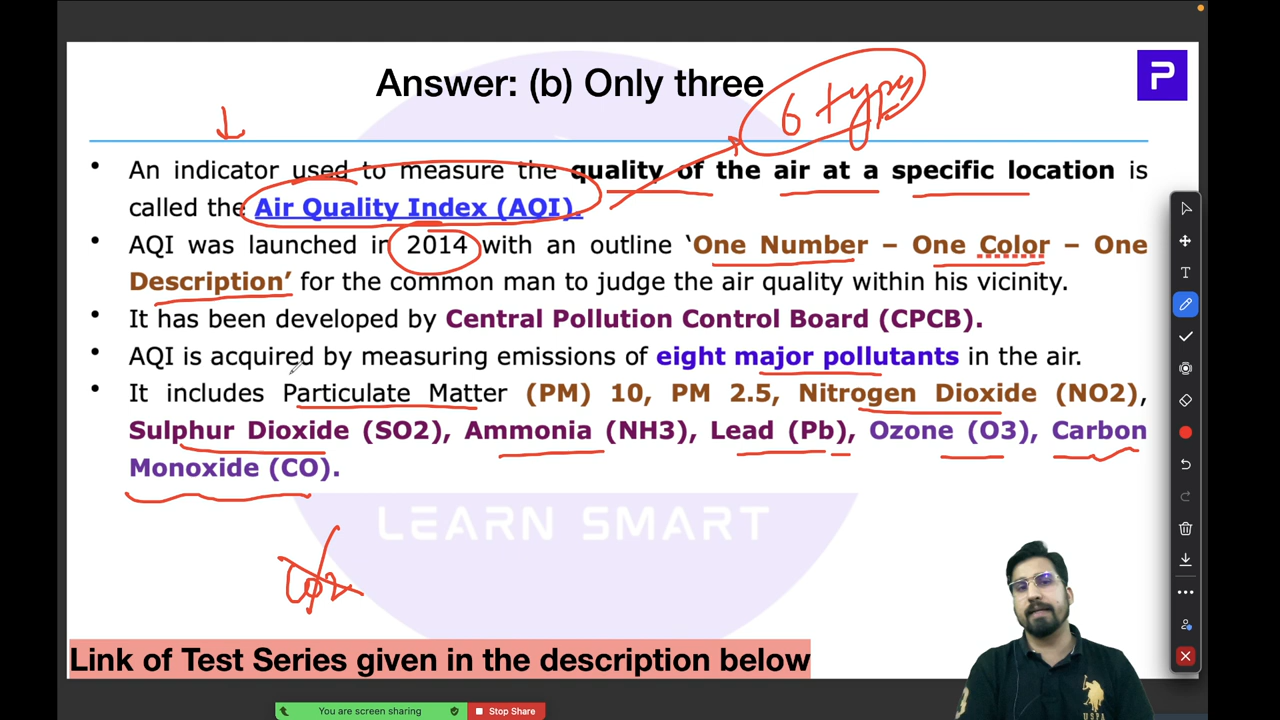 Answer: (b) Only three
P
6 types
• An indicator used to measure the quality of the air at a specific location is
called the Air Quality Index (AQI).
• AQI was launched in 2014 with an outline ‘One Number – One Color – One
Description’ for the common man to judge the air quality within his vicinity.
• It has been developed by Central Pollution Control Board (CPCB).
• AQI is acquired by measuring emissions of eight major pollutants in the air.
• It includes Particulate Matter (PM) 10, PM 2.5, Nitrogen Dioxide (NO2),
Sulphur Dioxide (SO2), Ammonia (NH3), Lead (Pb), Ozone (O3), Carbon
Monoxide (CO).
LEARN SMART
CO2
Link of Test Series given in the description below
USPA
T
You are screen sharing
Stop Share